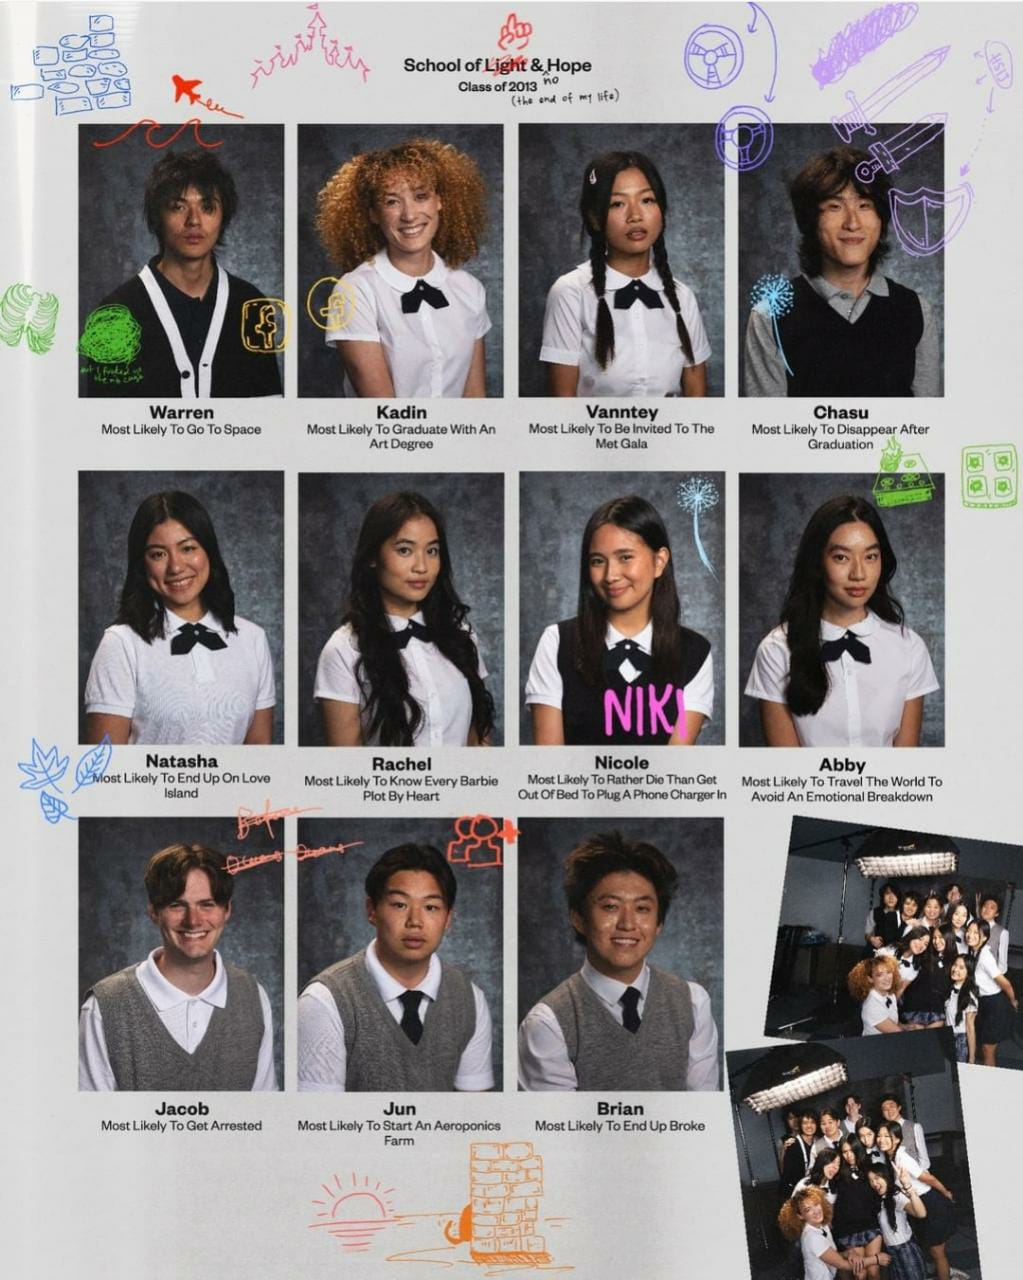 School of Light & Hope
no
Class of 2013
(the end of my life)
HSIP
but I fucked up
Warren
Most Likely To Go To Space
Kadin
Most Likely To Graduate With An
Art Degree
Vanntey
Most Likely To Be Invited To The
Met Gala
Chasu
Most Likely To Disappear After
Graduation
NIKI
Natasha
Most Likely To End Up On Love
Island
Rachel
Most Likely To Know Every Barbie
Plot By Heart
Nicole
Most Likely To Rather Die Than Get
Out Of Bed To Plug A Phone Charger In
Abby
Most Likely To Travel The World To
Avoid An Emotional Breakdown
Before
Jacob
Most Likely To Get Arrested
Jun
Most Likely To Start An Aeroponics
Farm
Brian
Most Likely To End Up Broke